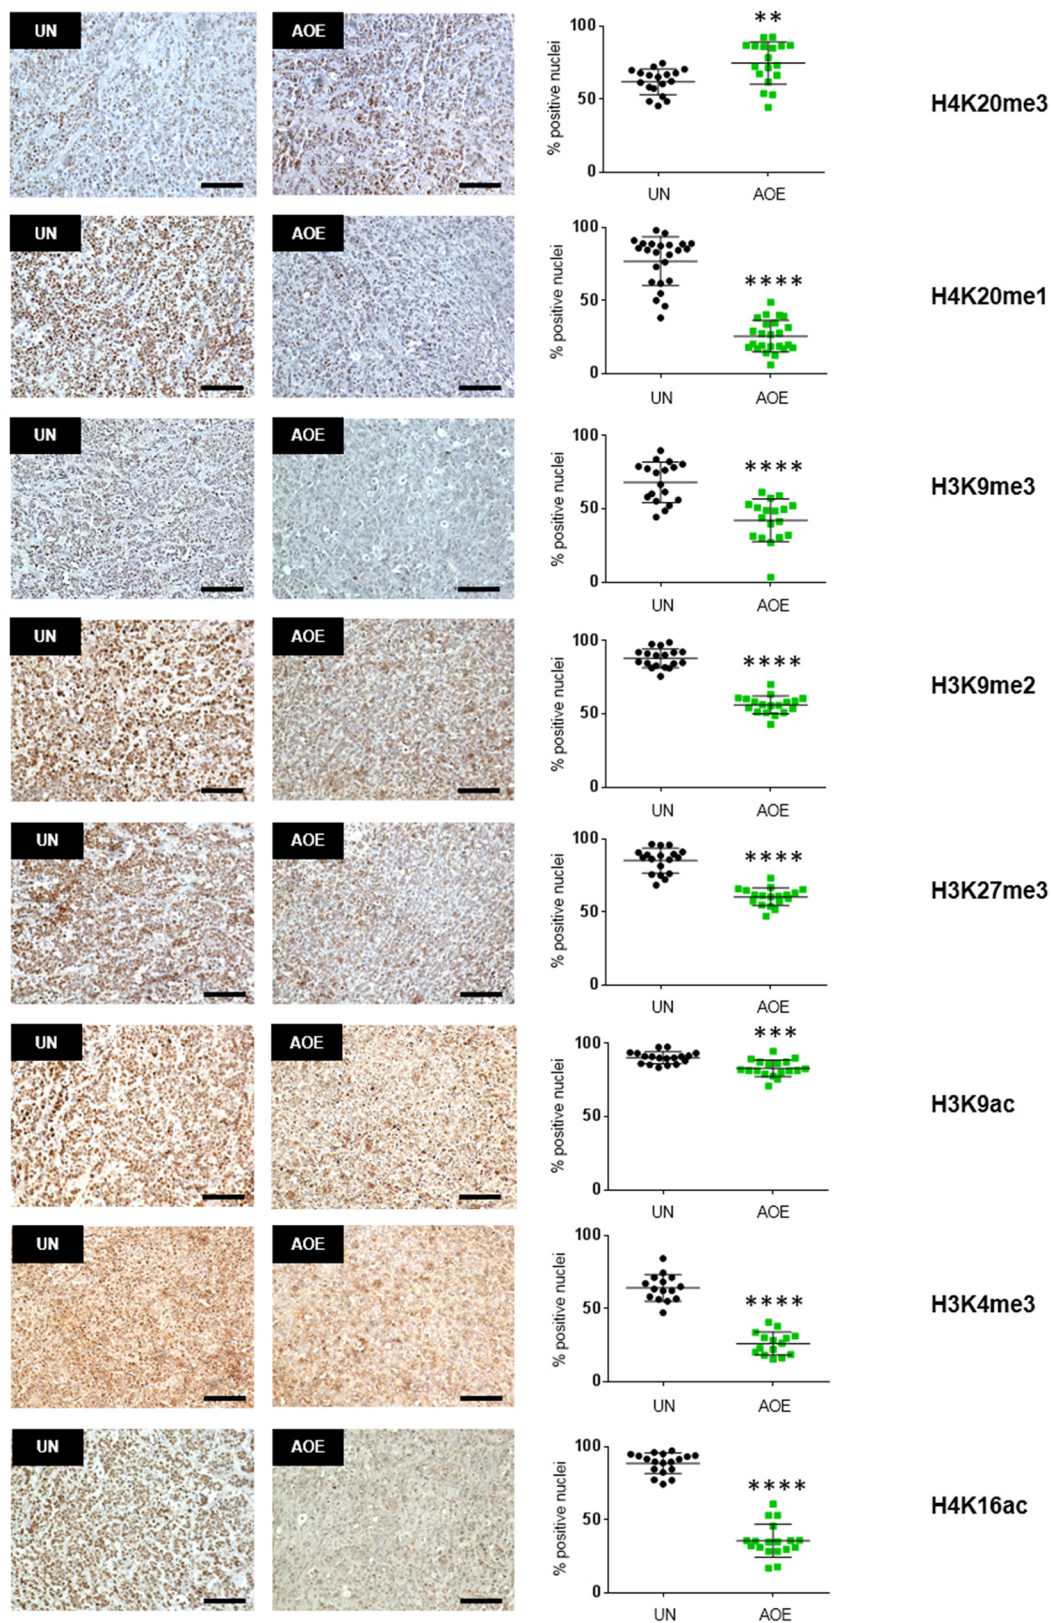 UN
AOE
% positive nuclei
100
50
0
UN
AOE
**
H4K20me3
UN
AOE
% positive nuclei
100
50
0
UN
AOE
****
H4K20me1
UN
AOE
% positive nuclei
100
50
0
UN
AOE
****
H3K9me3
UN
AOE
% positive nuclei
100
50
0
UN
AOE
****
H3K9me2
UN
AOE
% positive nuclei
100
50
0
UN
AOE
****
H3K27me3
UN
AOE
% positive nuclei
100
50
0
UN
AOE
***
H3K9ac
UN
AOE
% positive nuclei
100
50
0
UN
AOE
****
H3K4me3
UN
AOE
% positive nuclei
100
50
0
UN
AOE
****
H4K16ac